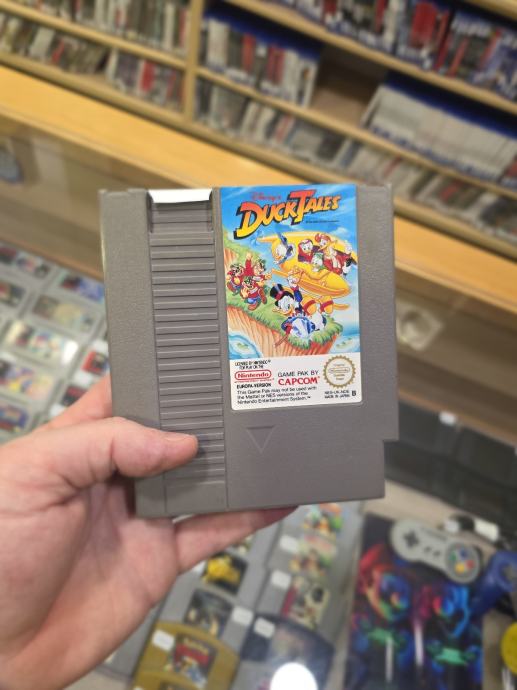 Disney's
DUCKTALES
LICENSED BY NINTENDO®
FOR PLAY ON THE
Nintendo
EUROPA VERSION
GAME PAK BY
CAPCOM®
This Game Pak may not be used with
the Mattel or NES versions of the
Nintendo Entertainment System.™
MADE IN JAPAN
B